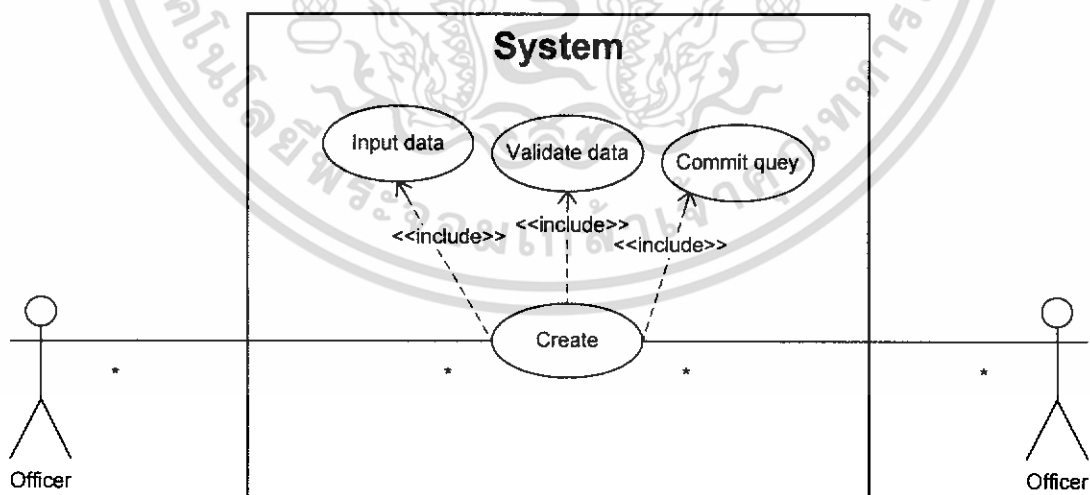 System
Input data
Validate data
Commit quey
<<include>>
<<include>>
<<include>>
Create
* * * *
Officer
Officer